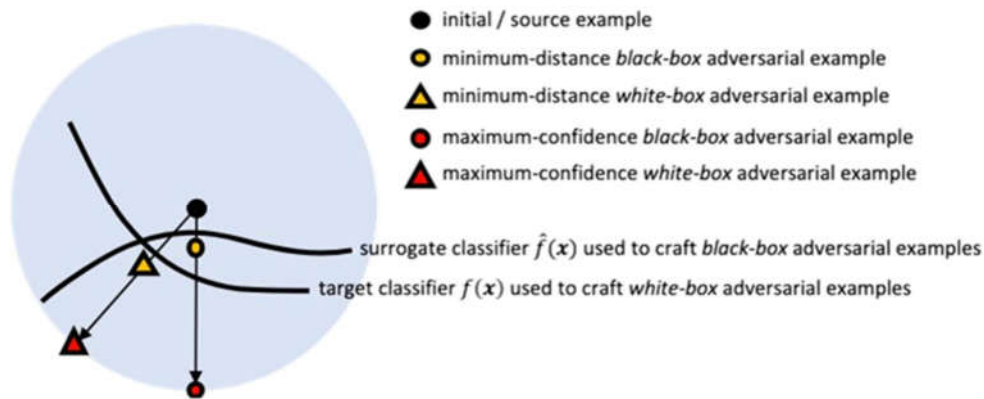 initial / source example
minimum-distance black-box adversarial example
minimum-distance white-box adversarial example
maximum-confidence black-box adversarial example
maximum-confidence white-box adversarial example
surrogate classifier f̂(x) used to craft black-box adversarial examples
target classifier f(x) used to craft white-box adversarial examples